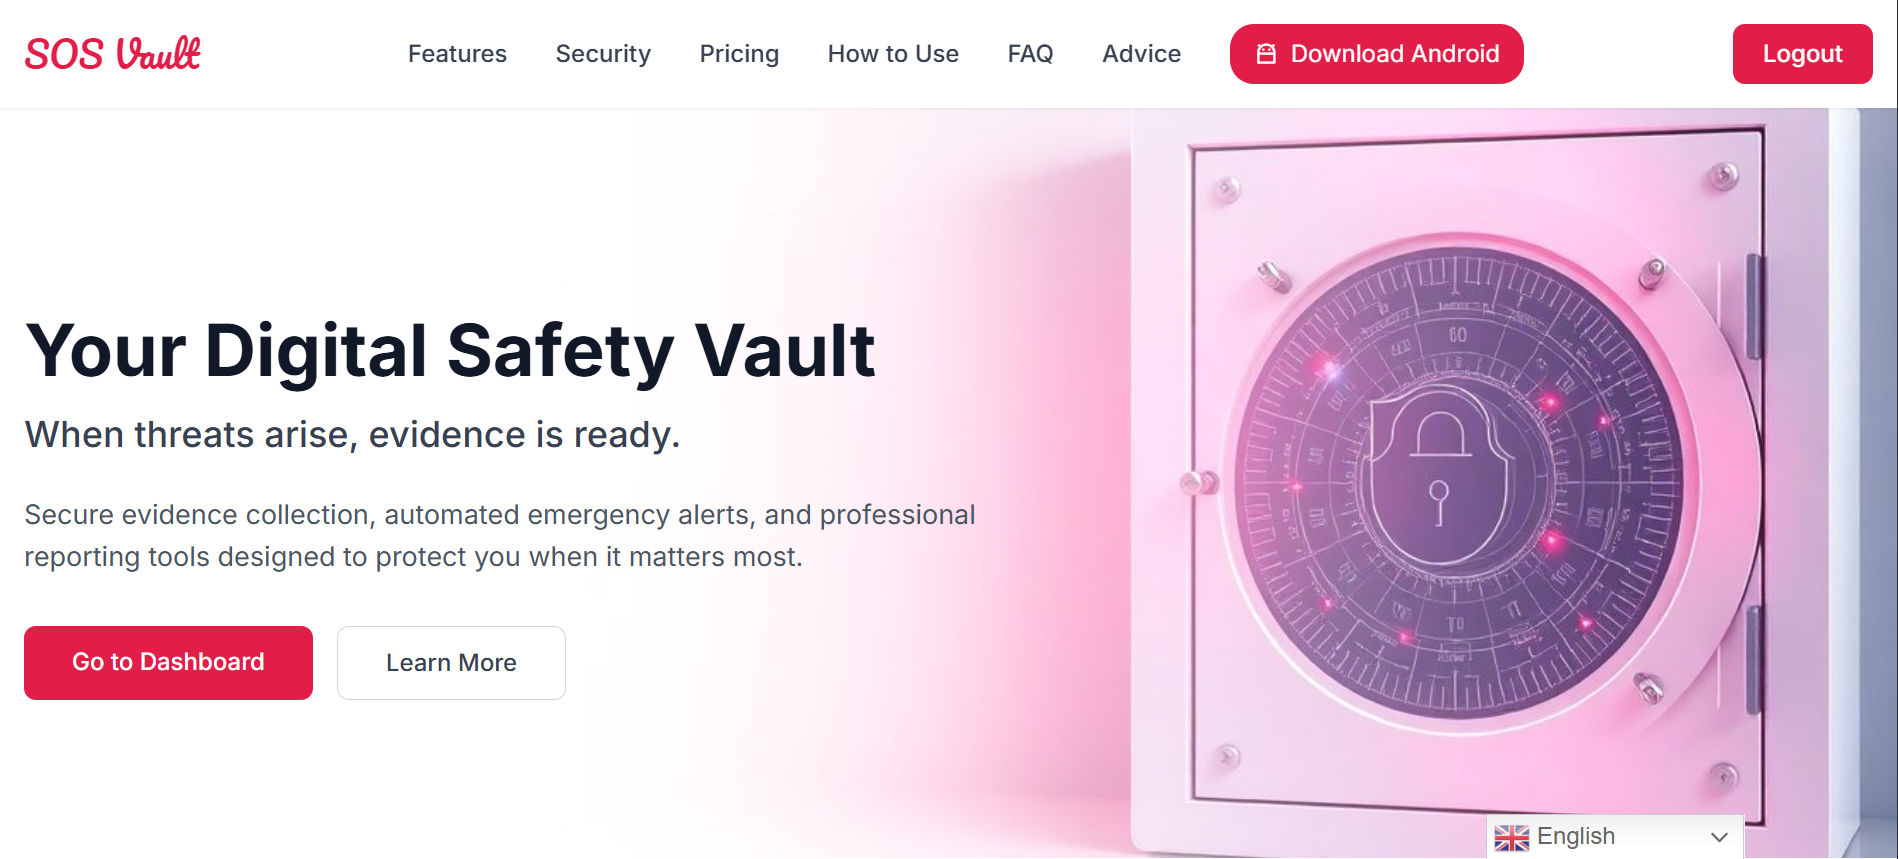 SOS Vault
Features
Security
Pricing
How to Use
FAQ
Advice
Download Android
Logout
Your Digital Safety Vault
When threats arise, evidence is ready.
Secure evidence collection, automated emergency alerts, and professional
reporting tools designed to protect you when it matters most.
Go to Dashboard
Learn More
English